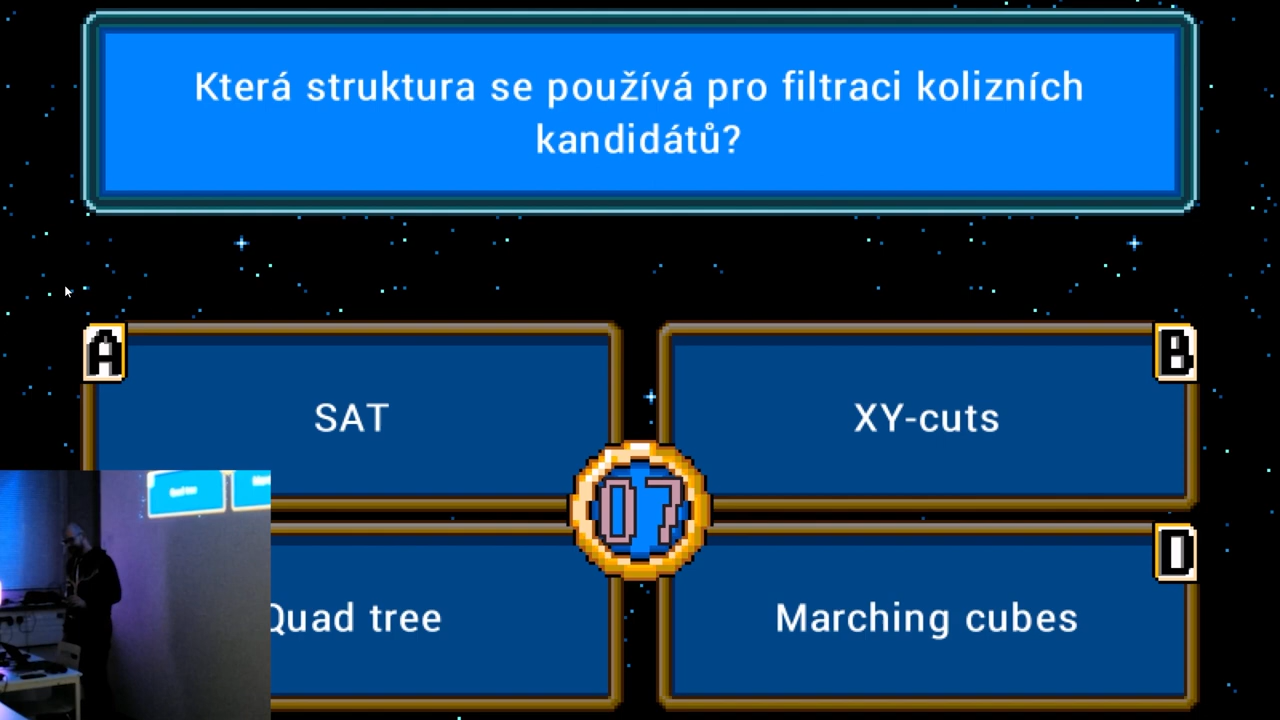 Která struktura se používá pro filtraci kolizních
kandidátů?
A
SAT
B
XY-cuts
07
Quad tree
D
Marching cubes